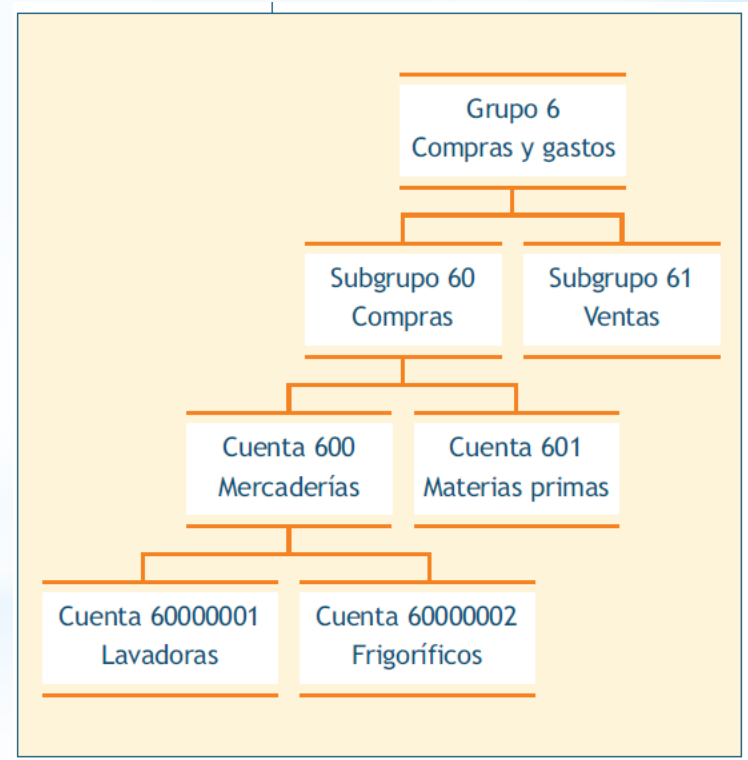 Grupo 6
Compras y gastos
Subgrupo 60
Compras
Subgrupo 61
Ventas
Cuenta 600
Mercaderías
Cuenta 601
Materias primas
Cuenta 60000001
Lavadoras
Cuenta 60000002
Frigoríficos